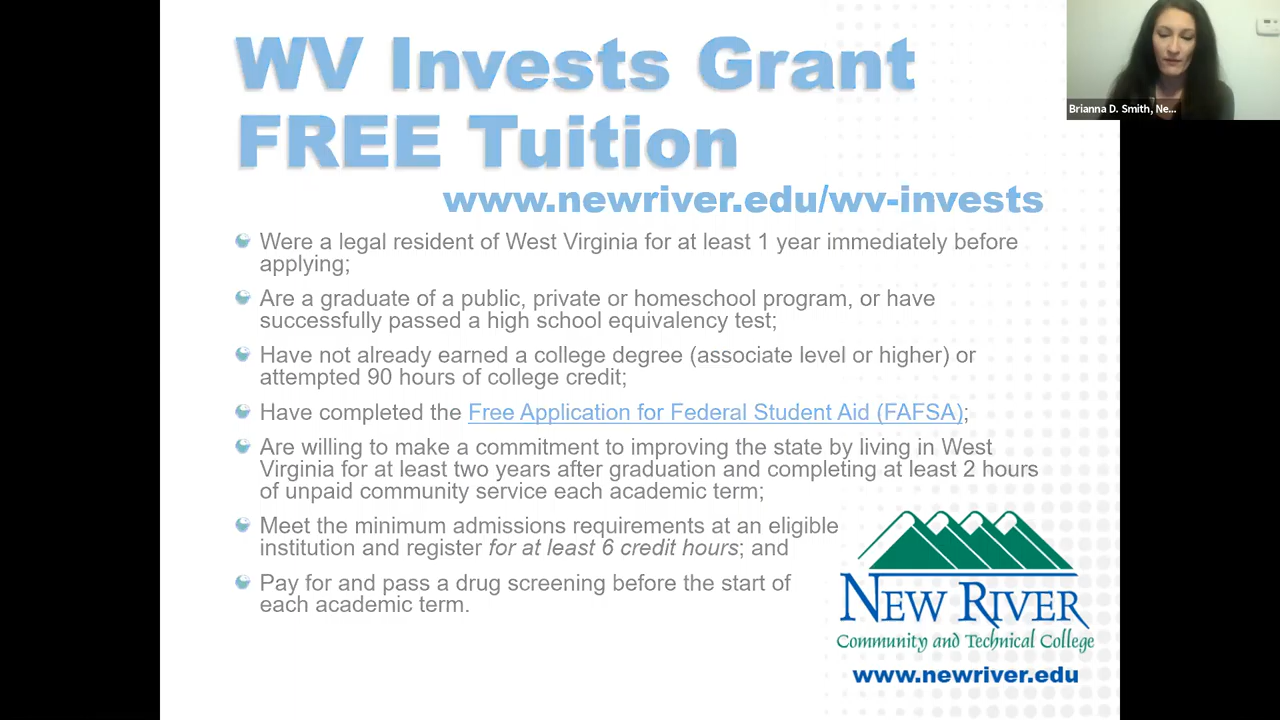 WV Invests Grant
FREE Tuition
www.newriver.edu/wv-invests
Were a legal resident of West Virginia for at least 1 year immediately before
applying;
Are a graduate of a public, private or homeschool program, or have
successfully passed a high school equivalency test;
Have not already earned a college degree (associate level or higher) or
attempted 90 hours of college credit;
Have completed the Free Application for Federal Student Aid (FAFSA);
Are willing to make a commitment to improving the state by living in West
Virginia for at least two years after graduation and completing at least 2 hours
of unpaid community service each academic term;
Meet the minimum admissions requirements at an eligible
institution and register for at least 6 credit hours; and
Pay for and pass a drug screening before the start of
each academic term.
NEW RIVER
Community and Technical College
www.newriver.edu
Brianna D. Smith, Ne...